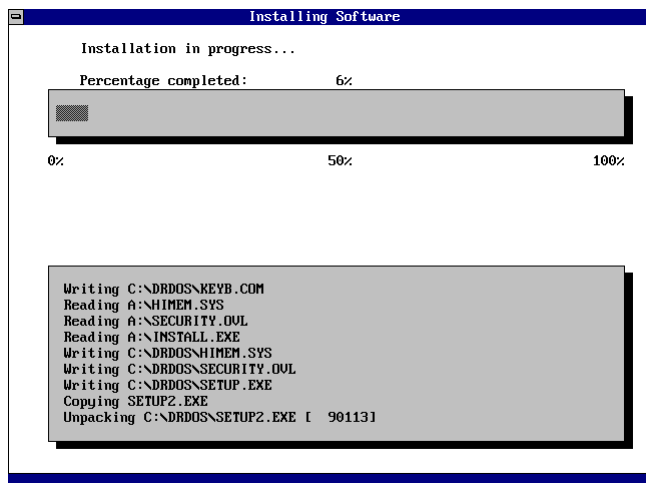 Installing Software
Installation in progress...
Percentage completed: 6%
0% 50% 100%
Writing C:\DRDOS\KEYB.COM
Reading A:\HIMEM.SYS
Reading A:\SECURITY.OVL
Reading A:\INSTALL.EXE
Writing C:\DRDOS\HIMEM.SYS
Writing C:\DRDOS\SECURITY.OVL
Writing C:\DRDOS\SETUP.EXE
Copying SETUP2.EXE
Unpacking C:\DRDOS\SETUP2.EXE [  90113]